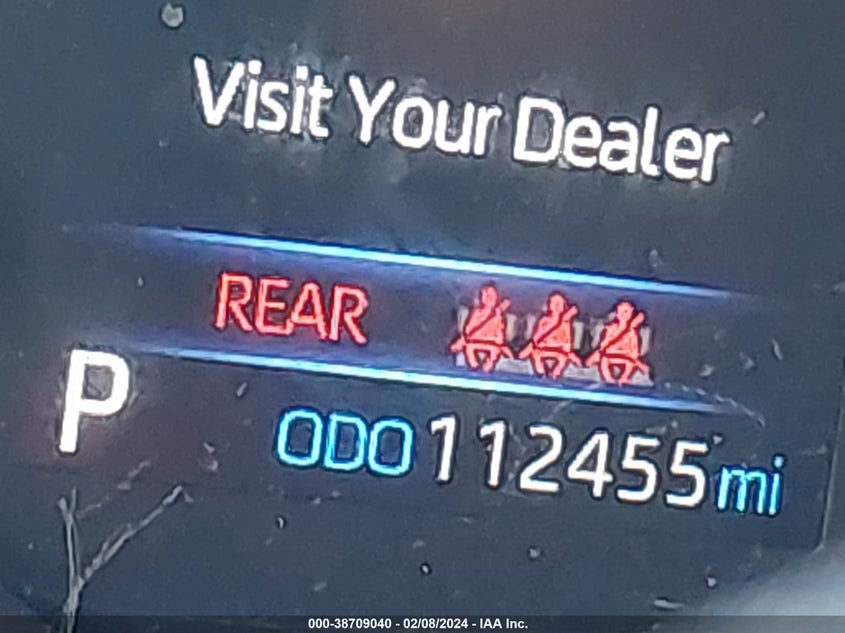 Visit Your Dealer
REAR
P
ODO 112455 mi
000-38709040 - 02/08/2024 - IAA Inc.